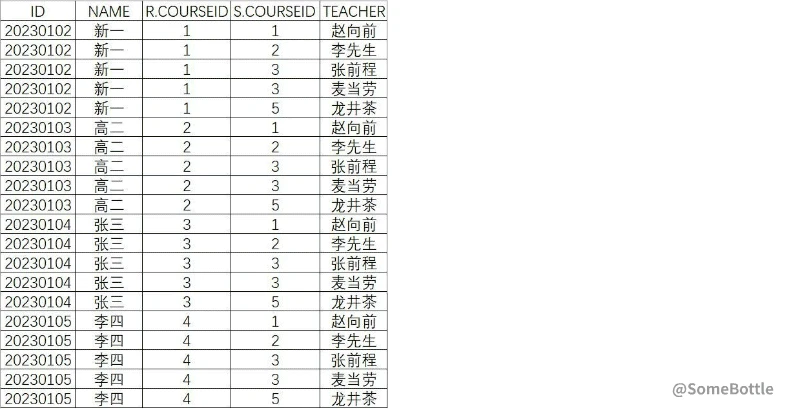 ID NAME R.COURSEID S.COURSEID TEACHER
20230102 新一 1 1 赵向前
20230102 新一 1 2 李先生
20230102 新一 1 3 张前程
20230102 新一 1 3 麦当劳
20230102 新一 1 5 龙井茶
20230103 高二 2 1 赵向前
20230103 高二 2 2 李先生
20230103 高二 2 3 张前程
20230103 高二 2 3 麦当劳
20230103 高二 2 5 龙井茶
20230104 张三 3 1 赵向前
20230104 张三 3 2 李先生
20230104 张三 3 3 张前程
20230104 张三 3 3 麦当劳
20230104 张三 3 5 龙井茶
20230105 李四 4 1 赵向前
20230105 李四 4 2 李先生
20230105 李四 4 3 张前程
20230105 李四 4 3 麦当劳
20230105 李四 4 5 龙井茶
@SomeBottle